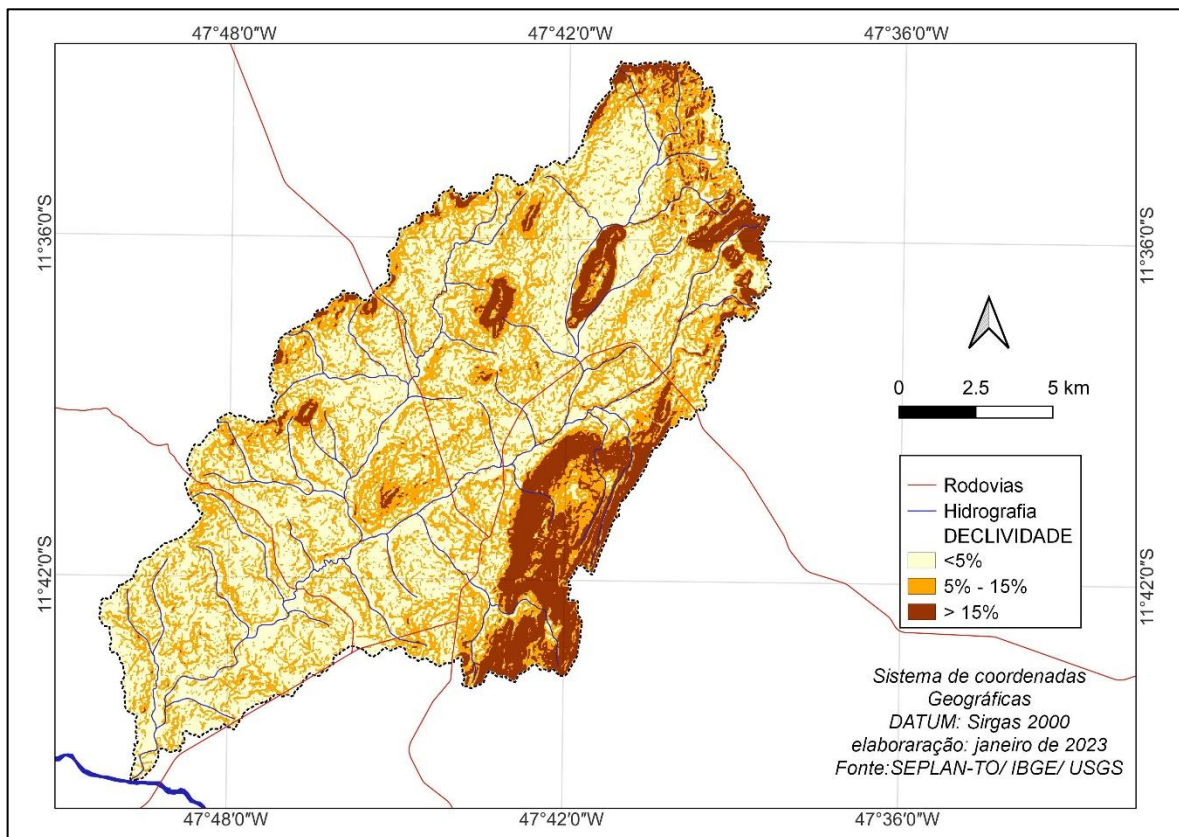 47°48′0″W 47°42′0″W 47°36′0″W
11°36′0″S
11°36′0″S
0 2.5 5 km
Rodovias
Hidrografia
DECLIVIDADE
<5%
5% - 15%
> 15%
11°42′0″S
11°42′0″S
Sistema de coordenadas
Geográficas
DATUM: Sirgas 2000
elaboraração: janeiro de 2023
Fonte:SEPLAN-TO/ IBGE/ USGS
47°48′0″W 47°42′0″W 47°36′0″W